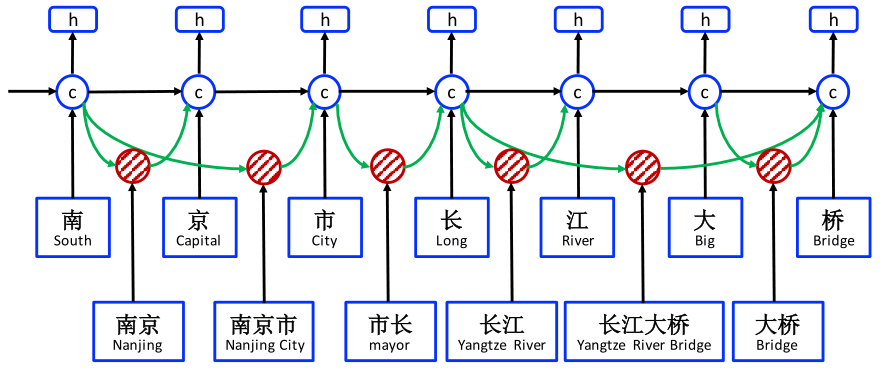 h h h h h h h
c c c c c c c
南 京 市 长 江 大 桥
South Capital City Long River Big Bridge
南京 南京市 市长 长江 长江大桥 大桥
Nanjing Nanjing City mayor Yangtze River Yangtze River Bridge Bridge